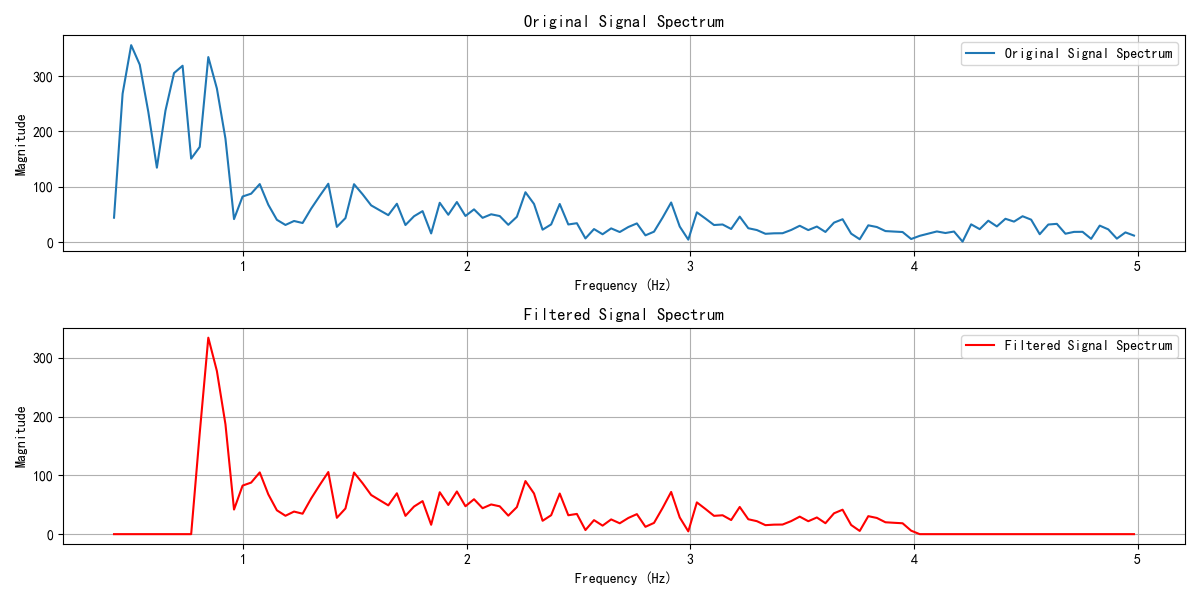 Original Signal Spectrum
Original Signal Spectrum
Magnitude
300
200
100
0
1 2 3 4 5
Frequency (Hz)
Filtered Signal Spectrum
Filtered Signal Spectrum
Magnitude
300
200
100
0
1 2 3 4 5
Frequency (Hz)